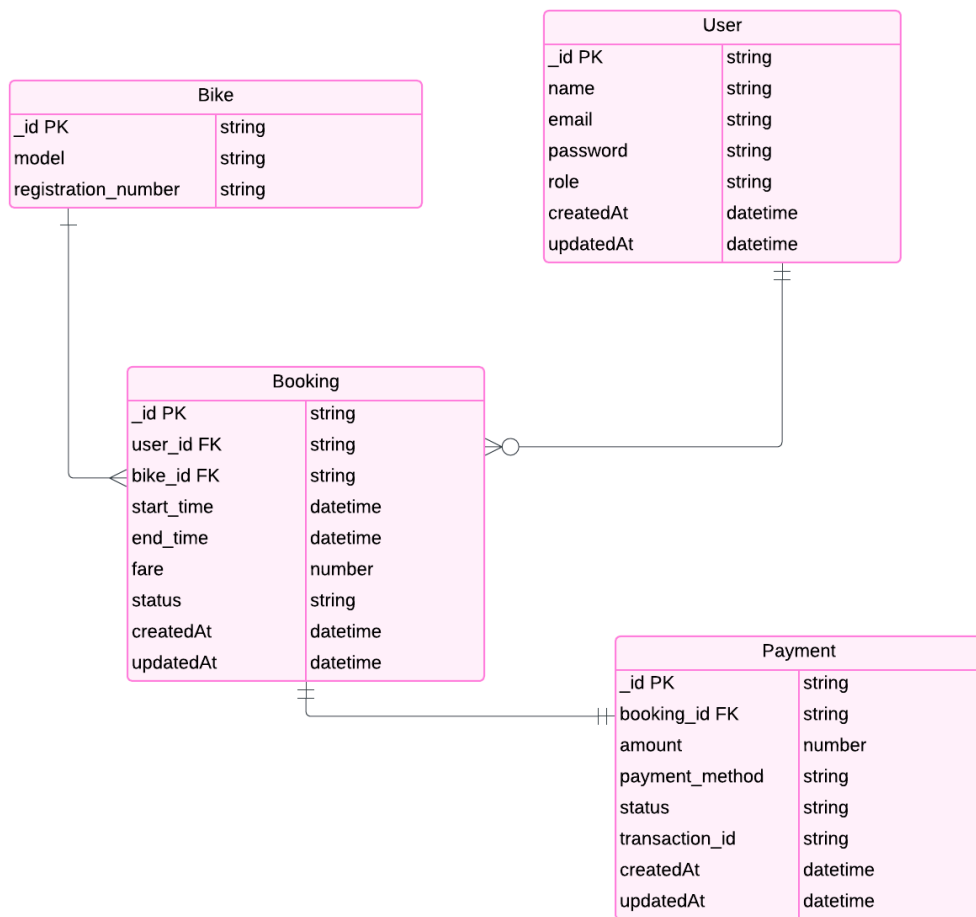 User
_id PK string
name string
email string
password string
role string
createdAt datetime
updatedAt datetime
Bike
_id PK string
model string
registration_number string
Booking
_id PK string
user_id FK string
bike_id FK string
start_time datetime
end_time datetime
fare number
status string
createdAt datetime
updatedAt datetime
Payment
_id PK string
booking_id FK string
amount number
payment_method string
status string
transaction_id string
createdAt datetime
updatedAt datetime